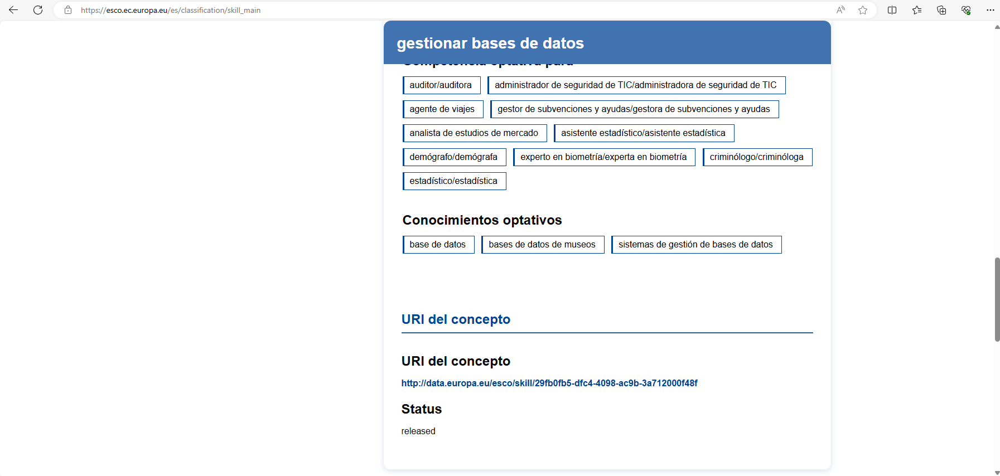 https://esco.ec.europa.eu/es/classification/skill_main
gestionar bases de datos
Competencia optativa para
auditor/auditora administrador de seguridad de TIC/administradora de seguridad de TIC
agente de viajes gestor de subvenciones y ayudas/gestora de subvenciones y ayudas
analista de estudios de mercado asistente estadístico/asistente estadística
demógrafo/demógrafa experto en biometría/experta en biometría criminólogo/criminóloga
estadístico/estadística
Conocimientos optativos
base de datos bases de datos de museos sistemas de gestión de bases de datos
URI del concepto
URI del concepto
http://data.europa.eu/esco/skill/29fb0fb5-dfc4-4098-ac9b-3a712000f48f
Status
released